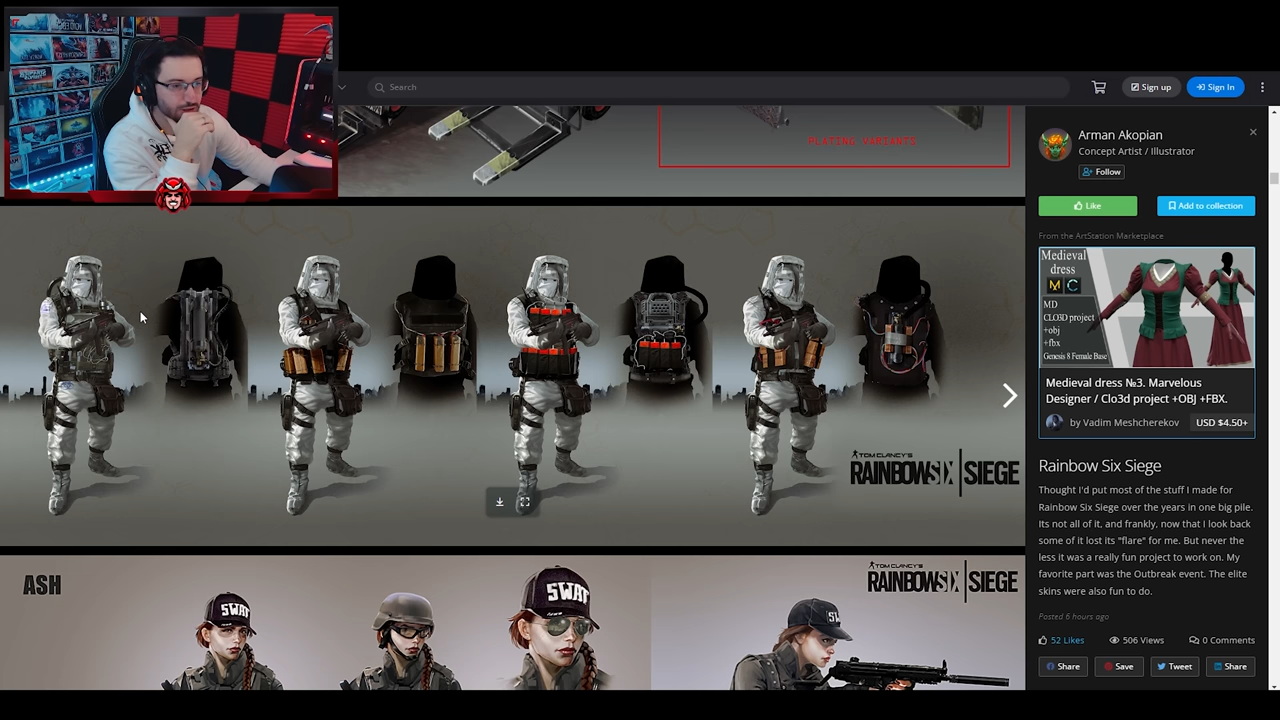 Search
Sign up
Sign In
PLATING VARIANTS
Arman Akopian
Concept Artist / Illustrator
Follow
Like
Add to collection
From the ArtStation Marketplace
Medieval
dress
M C
MD
CLO3D project
+obj
+fbx
Genesis 8 Female Base
Medieval dress №3. Marvelous
Designer / Clo3d project +OBJ +FBX.
by Vadim Meshcherekov
USD $4.50+
TOM CLANCY'S
RAINBOWSIX|SIEGE
Rainbow Six Siege
Thought I'd put most of the stuff I made for
Rainbow Six Siege over the years in one big pile.
Its not all of it, and frankly, now that I look back
some of it lost its "flare" for me. But never the
less it was a really fun project to work on. My
favorite part was the Outbreak event. The elite
skins were also fun to do.
Posted 6 hours ago
52 Likes
506 Views
0 Comments
Share
Save
Tweet
Share
ASH
TOM CLANCY'S
RAINBOWSIX|SIEGE
SWAT
SWAT